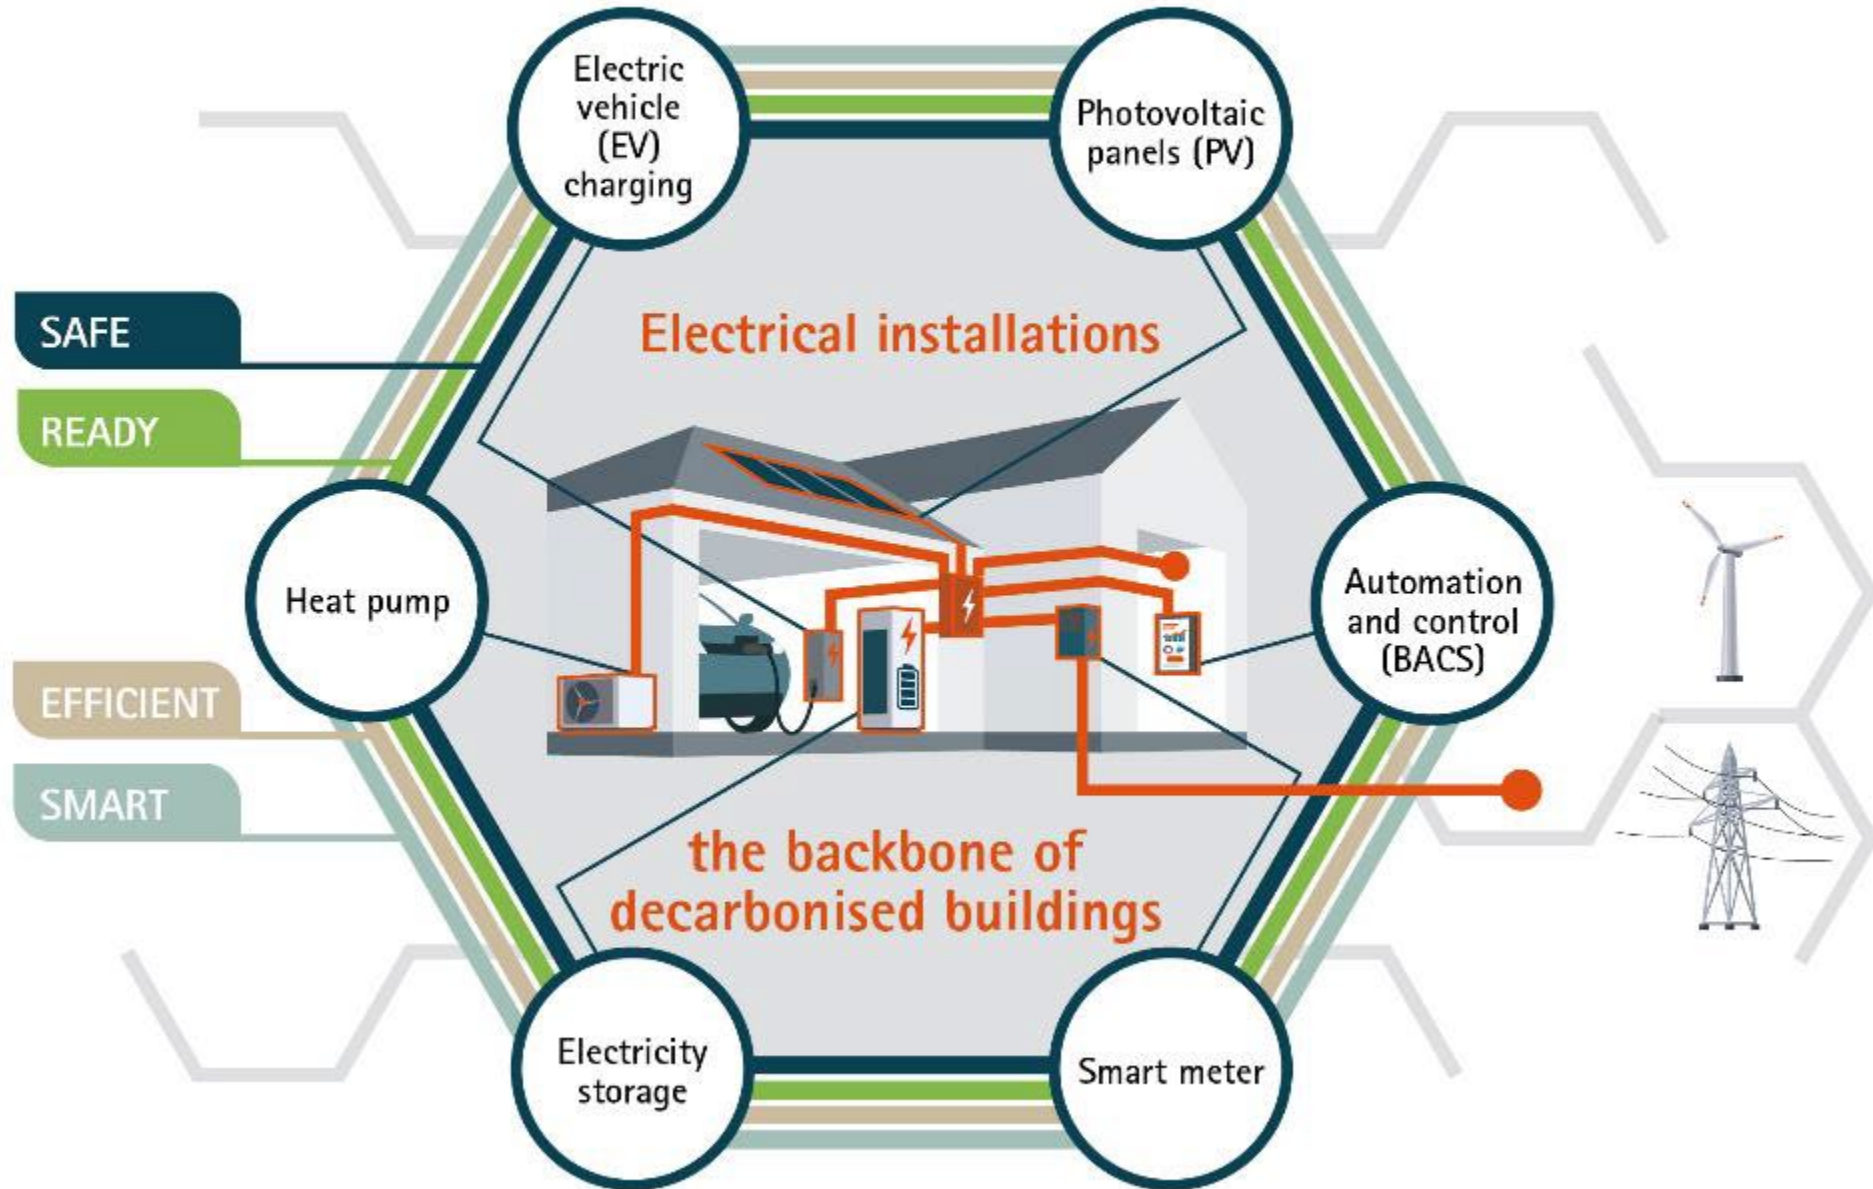 Electric
vehicle
(EV)
charging
Photovoltaic
panels (PV)
SAFE
READY
Electrical installations
Heat pump
Automation
and control
(BACS)
EFFICIENT
SMART
the backbone of
decarbonised buildings
Electricity
storage
Smart meter